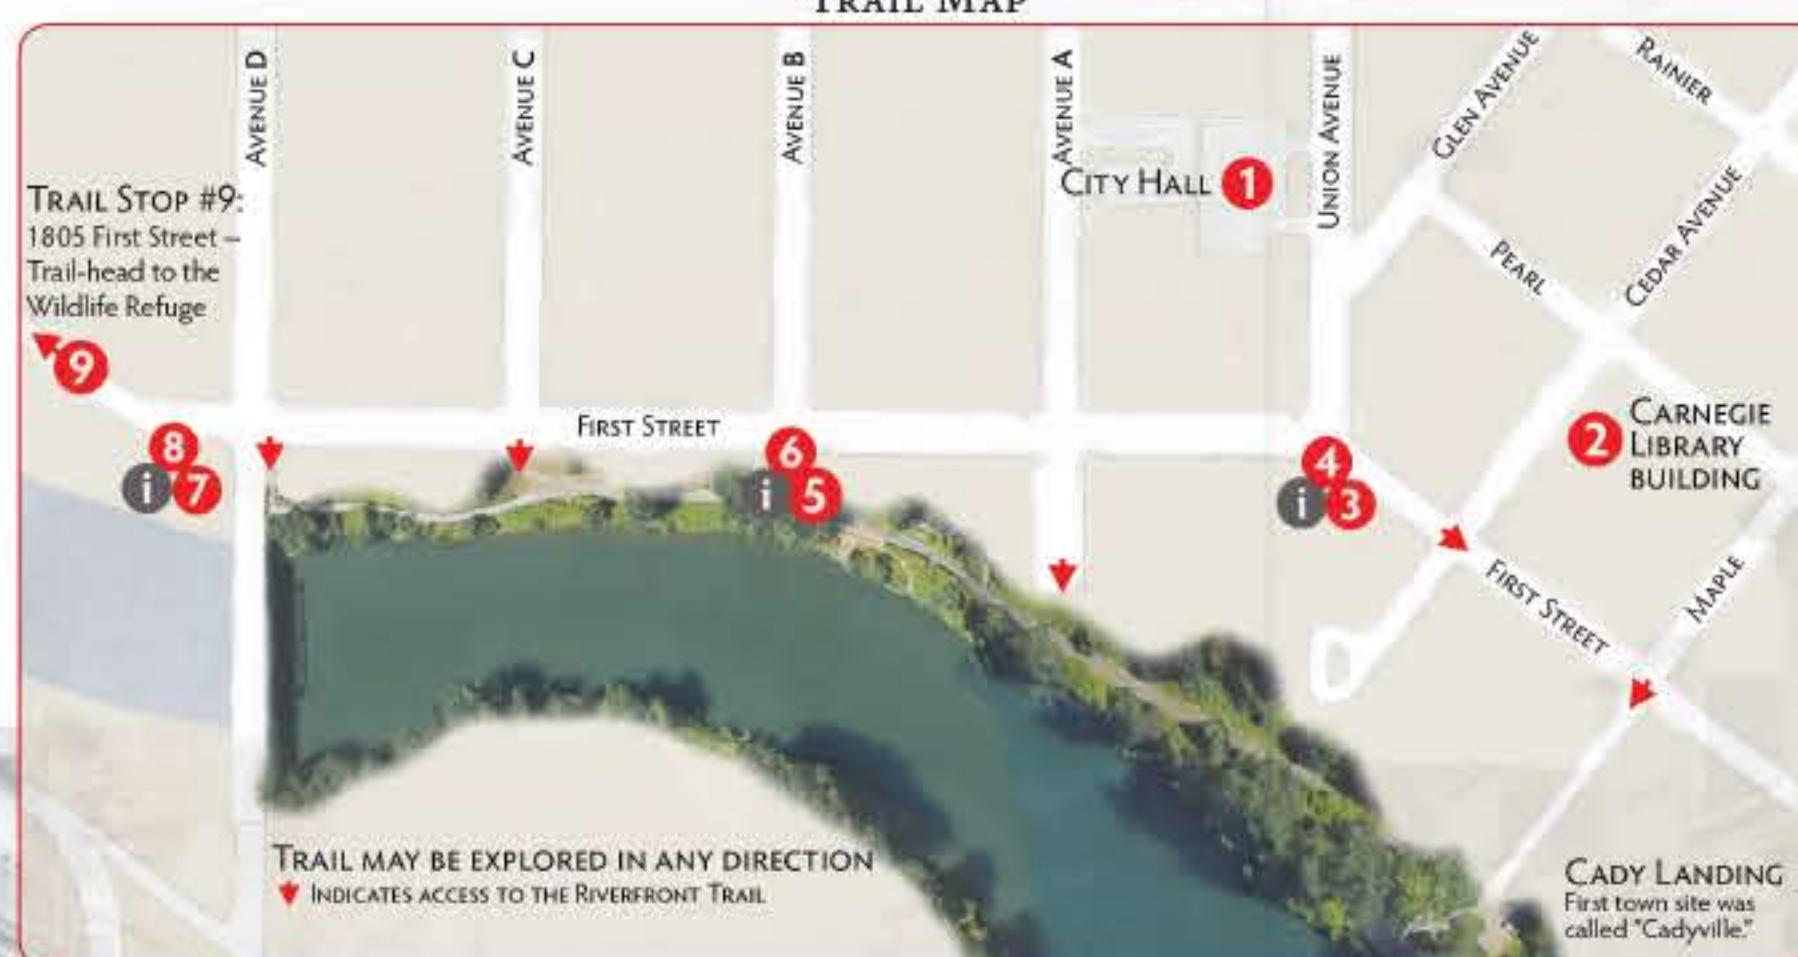 TRAIL MAP
AVENUE D
AVENUE C
AVENUE B
AVENUE A
UNION AVENUE
GLEN AVENUE
RAINIER
CEDAR AVENUE
PEARL
CITY HALL 1
TRAIL STOP #9:
1805 First Street –
Trail-head to the
Wildlife Refuge
9
8
i 7
FIRST STREET
6
i 5
4
i 3
2
CARNEGIE
LIBRARY
BUILDING
FIRST STREET
MAPLE
TRAIL MAY BE EXPLORED IN ANY DIRECTION
INDICATES ACCESS TO THE RIVERFRONT TRAIL
CADY LANDING
First town site was
called "Cadyville."